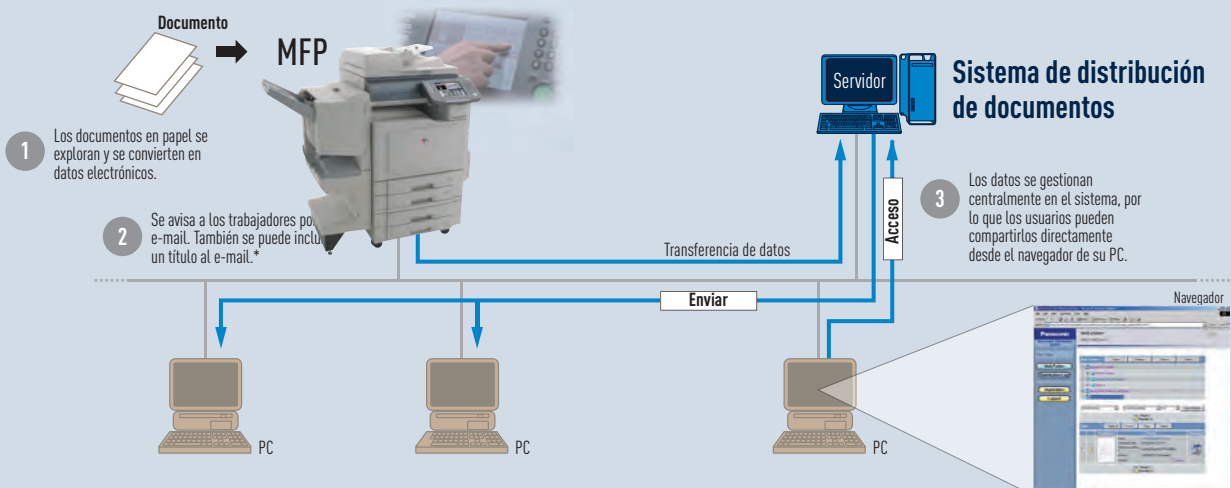 Documento
MFP
1
Los documentos en papel se
exploran y se convierten en
datos electrónicos.
2
Se avisa a los trabajadores po
e-mail. También se puede inclu
un título al e-mail.*
Servidor
Sistema de distribución
de documentos
3
Los datos se gestionan
centralmente en el sistema, por
lo que los usuarios pueden
compartirlos directamente
desde el navegador de su PC.
Acceso
Transferencia de datos
Enviar
Navegador
Panasonic
PC
PC
PC